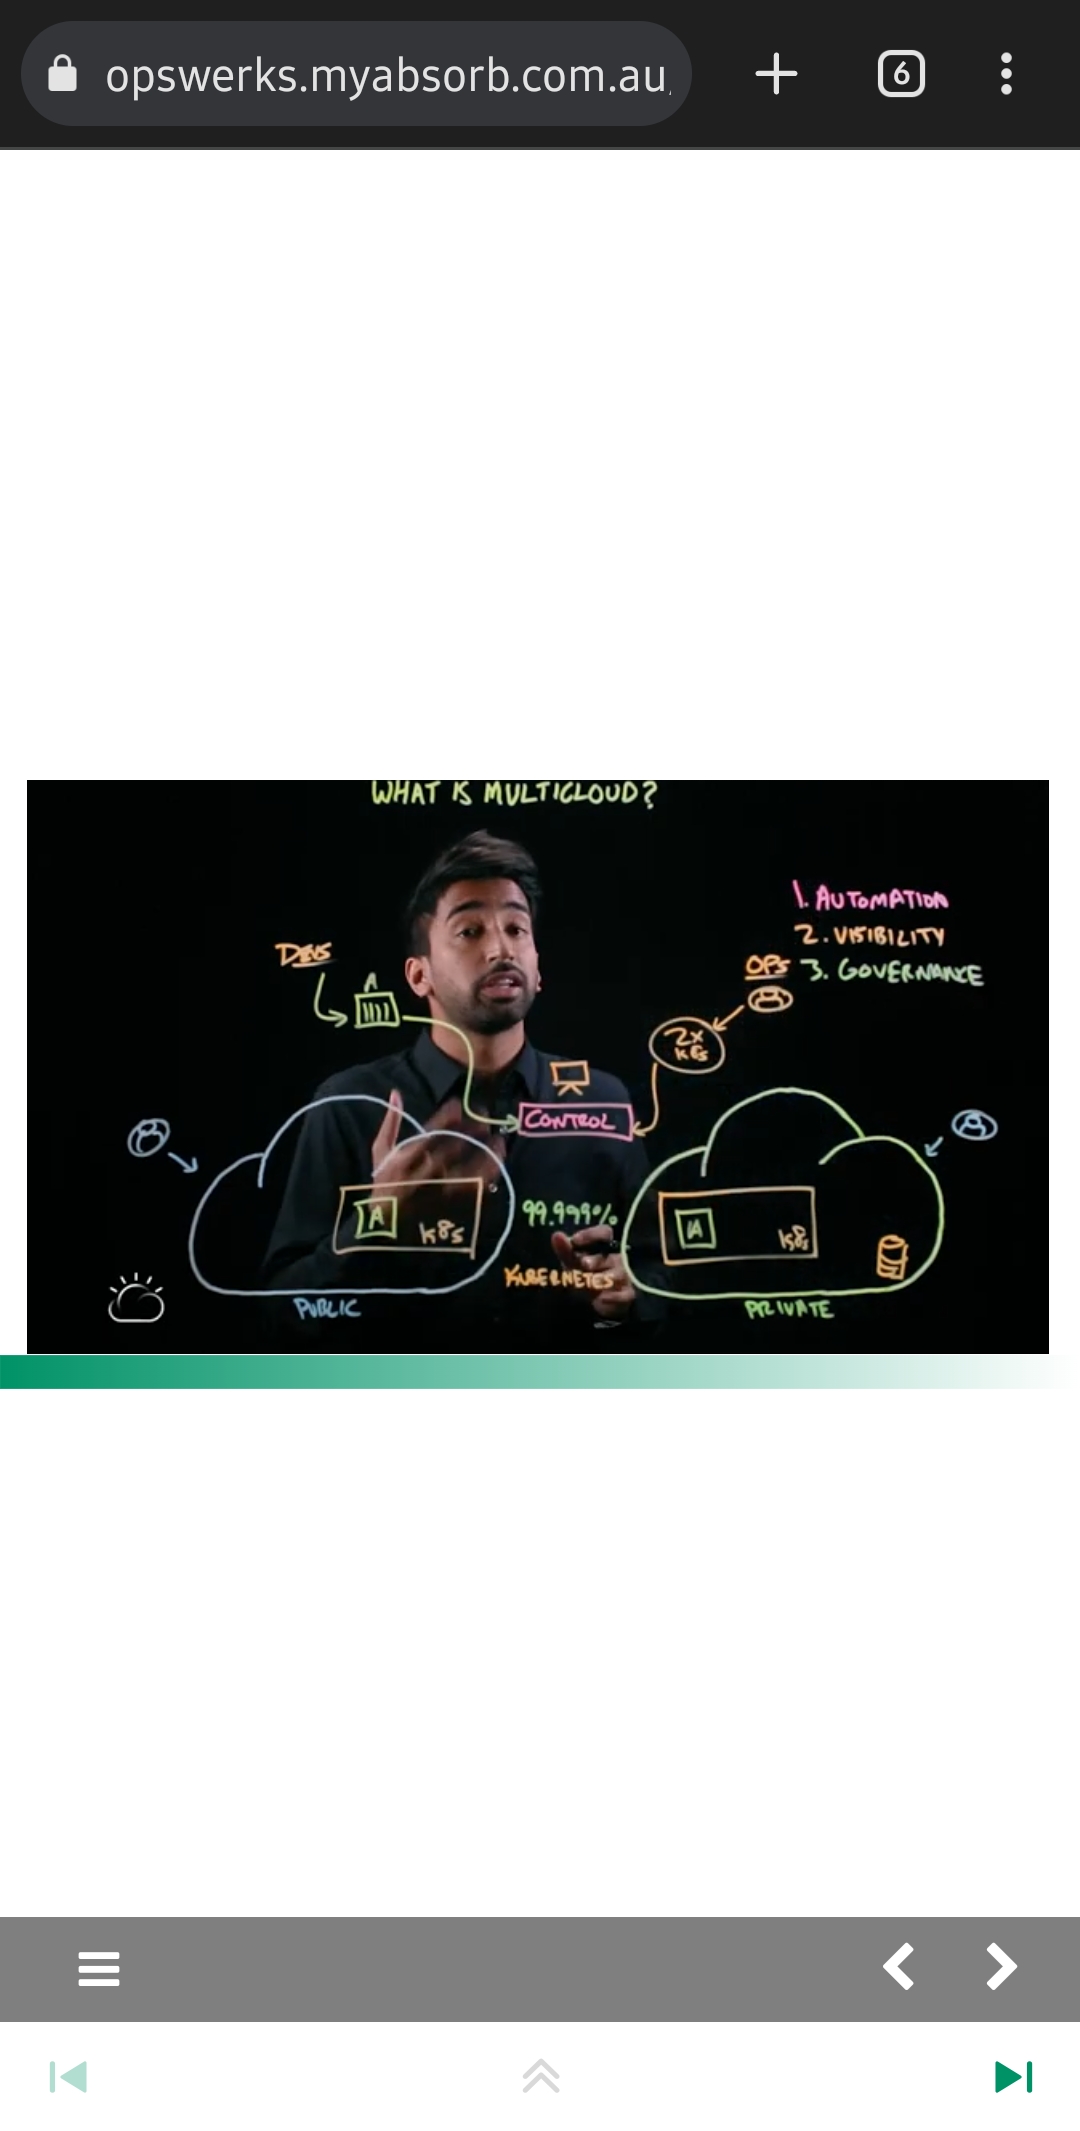 opswerks.myabsorb.com.au
6
WHAT IS MULTICLOUD?
1. AUTOMATION
2. VISIBILITY
3. GOVERNANCE
DEVS
OPS
A
2x
k8s
CONTROL
A
k8s
99.999%
A
k8s
KUBERNETES
PUBLIC
PRIVATE